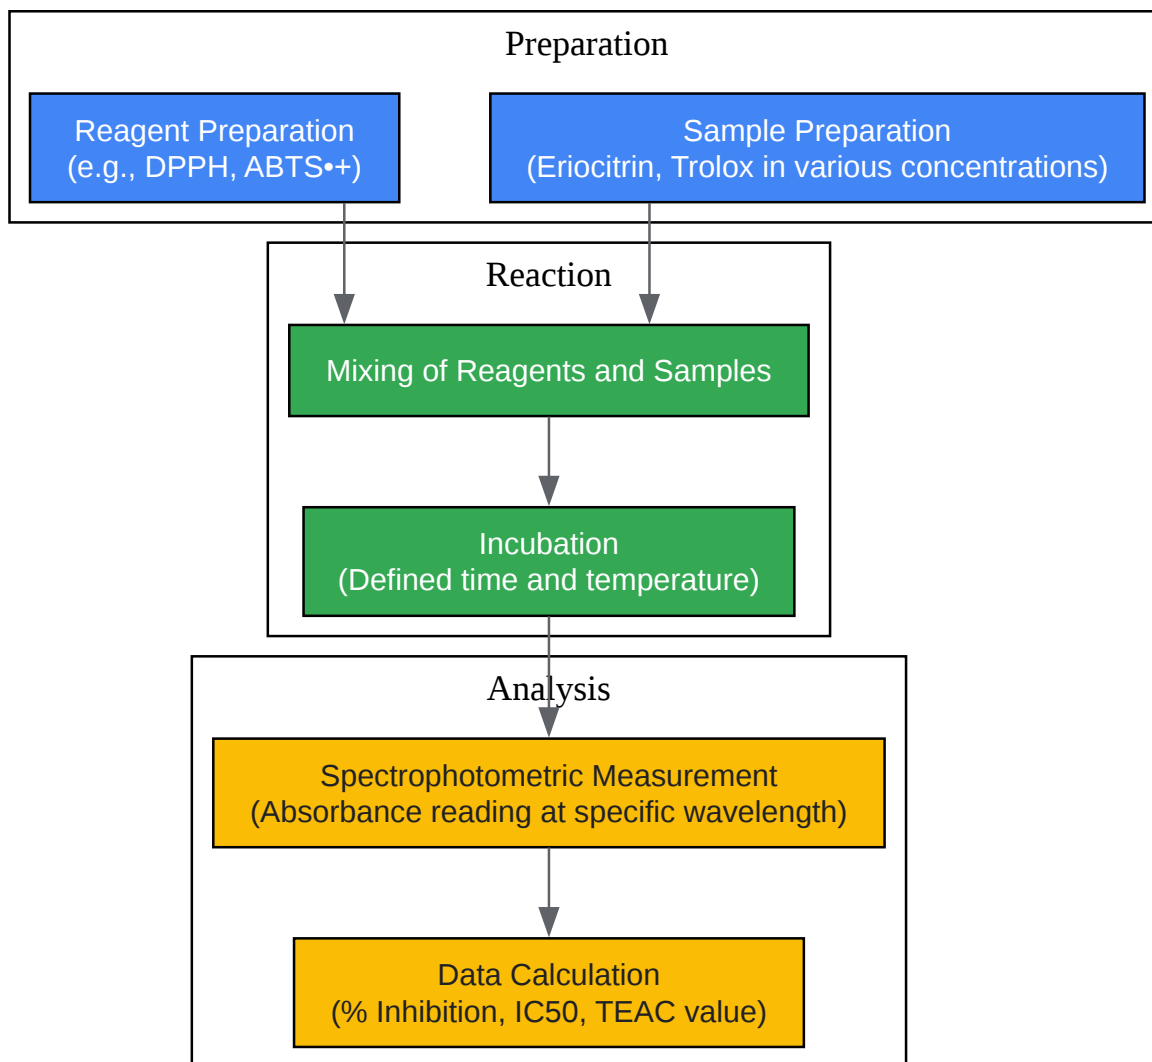 Preparation
Reagent Preparation
(e.g., DPPH, ABTS•+)
Sample Preparation
(Eriocitrin, Trolox in various concentrations)
Reaction
Mixing of Reagents and Samples
Incubation
(Defined time and temperature)
Analysis
Spectrophotometric Measurement
(Absorbance reading at specific wavelength)
Data Calculation
(% Inhibition, IC50, TEAC value)